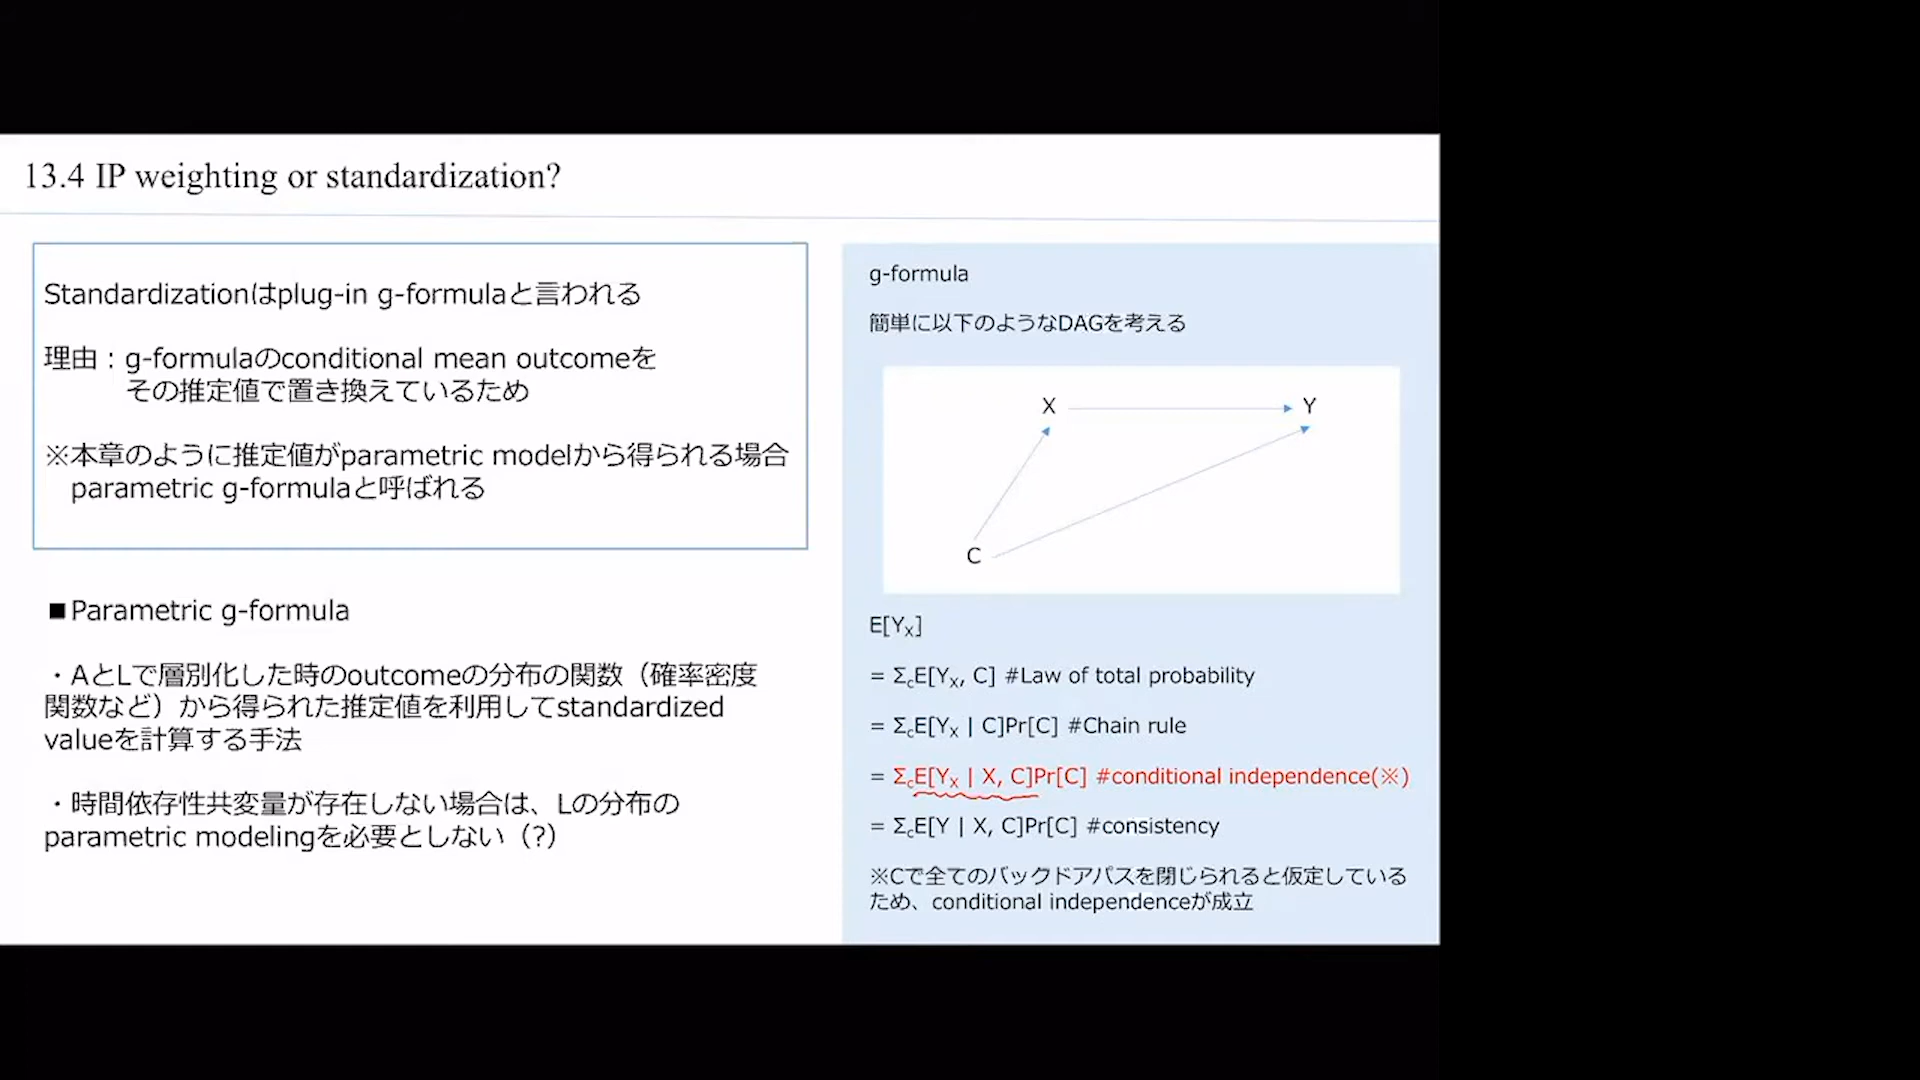 13.4 IP weighting or standardization?
Standardizationはplug-in g-formulaと言われる
理由：g-formulaのconditional mean outcomeを
その推定値で置き換えているため
※本章のように推定値がparametric modelから得られる場合
parametric g-formulaと呼ばれる
■Parametric g-formula
・AとLで層別化した時のoutcomeの分布の関数（確率密度
関数など）から得られた推定値を利用してstandardized
valueを計算する手法
・時間依存性共変量が存在しない場合は、Lの分布の
parametric modelingを必要としない（?）
g-formula
簡単に以下のようなDAGを考える
X
Y
C
E[Yₓ]
= Σ꜀E[Yₓ, C] #Law of total probability
= Σ꜀E[Yₓ | C]Pr[C] #Chain rule
= Σ꜀E[Yₓ | X, C]Pr[C] #conditional independence(※)
= Σ꜀E[Y | X, C]Pr[C] #consistency
※Cで全てのバックドアパスを閉じられると仮定している
ため、conditional independenceが成立